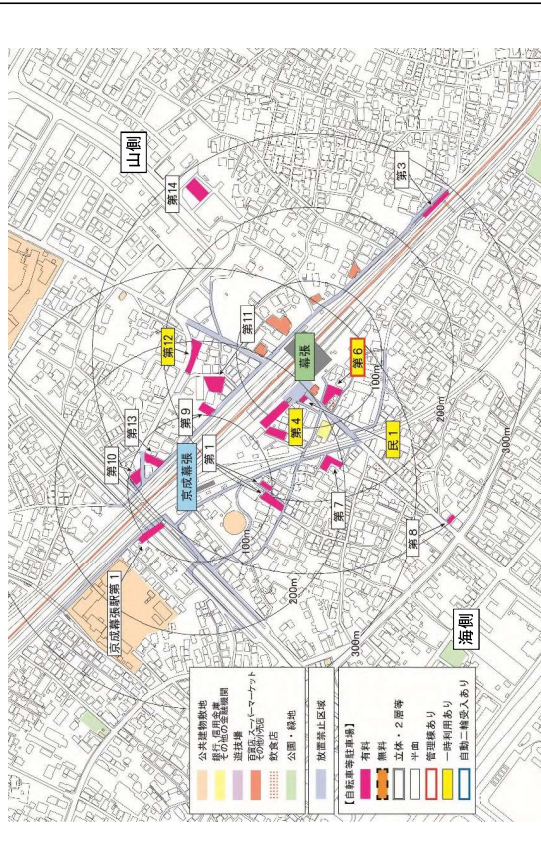 山側
海側
第14
第3
第12
第11
第9
第13
第10
第1
京成幕張
幕張
第6
第4
民1
第7
第8
京成幕張駅第1
100m
200m
300m
100m
200m
300m
公共建物敷地
銀行、信用金庫
その他の金融機関
遊技場
百貨店、スーパーマーケット
その他小売店
飲食店
公園・緑地
放置禁止区域
【自転車等駐車場】
有料
無料
立体・2層等
平面
管理棟あり
一時利用あり
自動二輪受入あり